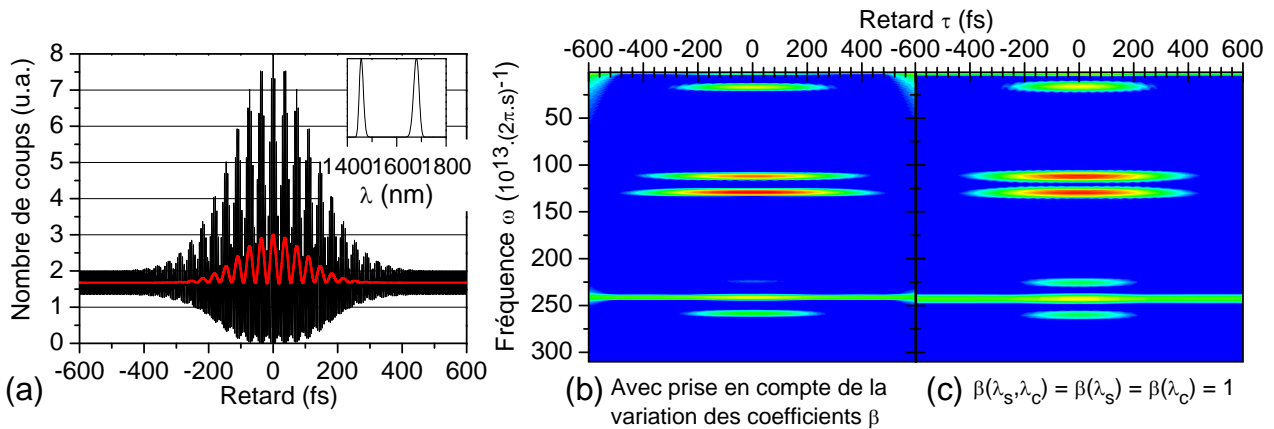 Nombre de coups (u.a.)
8
7
6
5
4
3
2
1
0
1400 1600 1800
λ (nm)
-600 -400 -200 0 200 400 600
Retard (fs)
(a)
Retard τ (fs)
-600 -400 -200 0 200 400 -600 -400 -200 0 200 400 600
Fréquence ω (10¹³.(2π.s)-1)
50
100
150
200
250
300
(b) Avec prise en compte de la
variation des coefficients β
(c) β(λs,λc) = β(λs) = β(λc) = 1